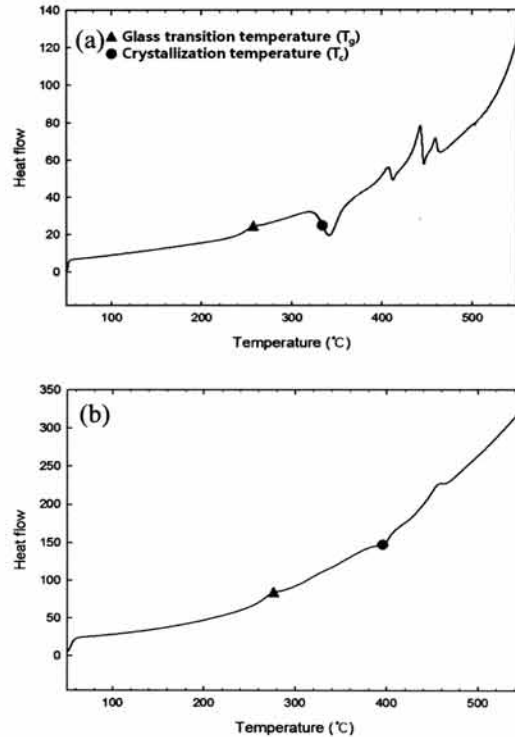 140
(a)
▲ Glass transition temperature (Tg)
● Crystallization temperature (Tc)
120
100
80
60
40
20
0
Heat flow
100 200 300 400 500
Temperature (℃)
350
(b)
300
250
200
150
100
50
0
Heat flow
100 200 300 400 500
Temperature (℃)